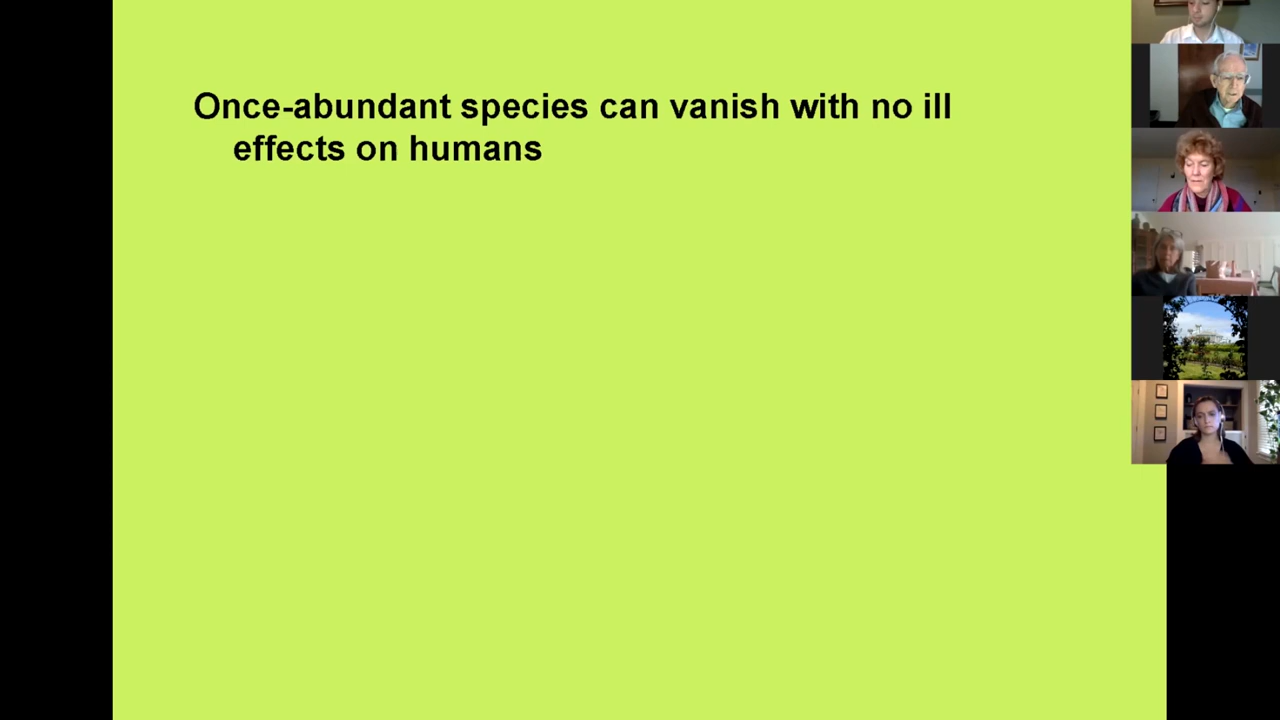 Once-abundant species can vanish with no ill
effects on humans